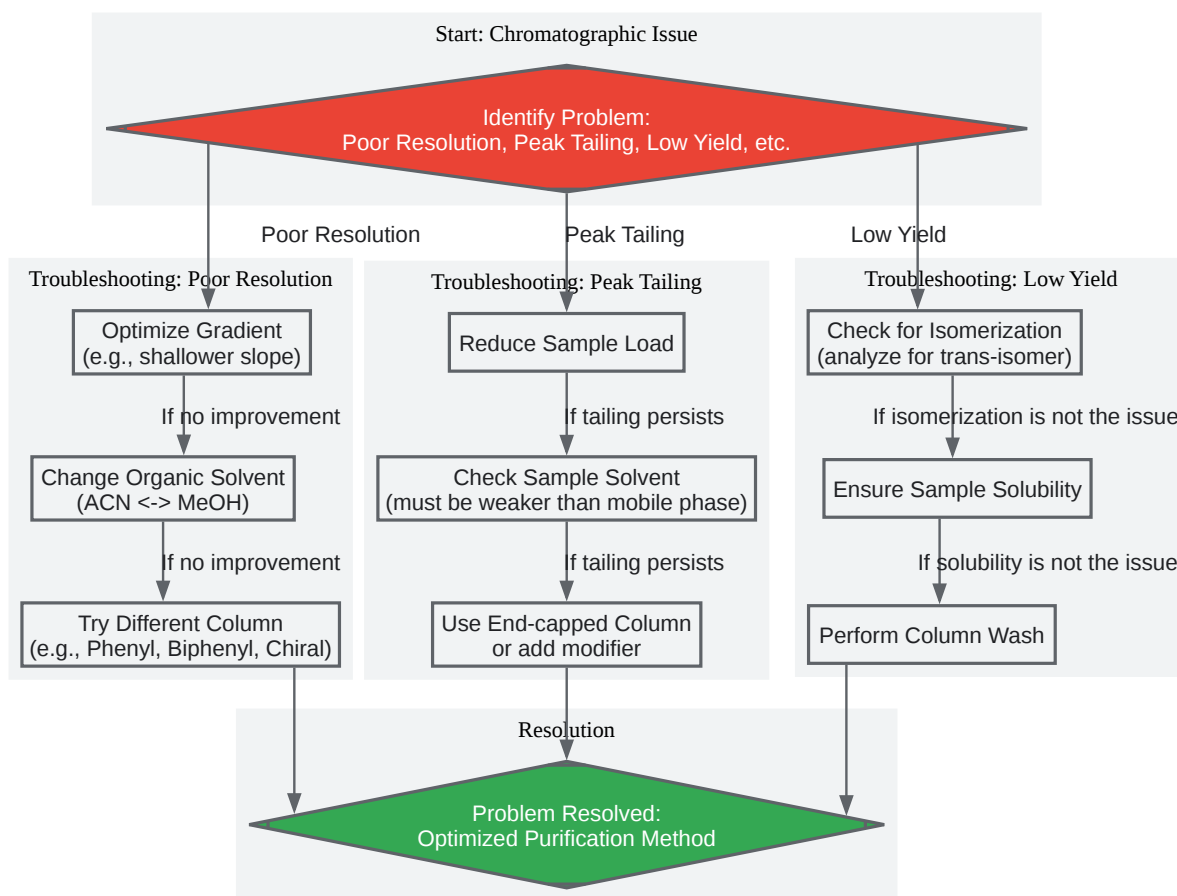 Start: Chromatographic Issue
Identify Problem:
Poor Resolution, Peak Tailing, Low Yield, etc.
Poor Resolution
Peak Tailing
Low Yield
Troubleshooting: Poor Resolution
Optimize Gradient
(e.g., shallower slope)
If no improvement
Change Organic Solvent
(ACN <-> MeOH)
If no improvement
Try Different Column
(e.g., Phenyl, Biphenyl, Chiral)
Troubleshooting: Peak Tailing
Reduce Sample Load
If tailing persists
Check Sample Solvent
(must be weaker than mobile phase)
If tailing persists
Use End-capped Column
or add modifier
Troubleshooting: Low Yield
Check for Isomerization
(analyze for trans-isomer)
If isomerization is not the issue
Ensure Sample Solubility
If solubility is not the issue
Perform Column Wash
Resolution
Problem Resolved:
Optimized Purification Method